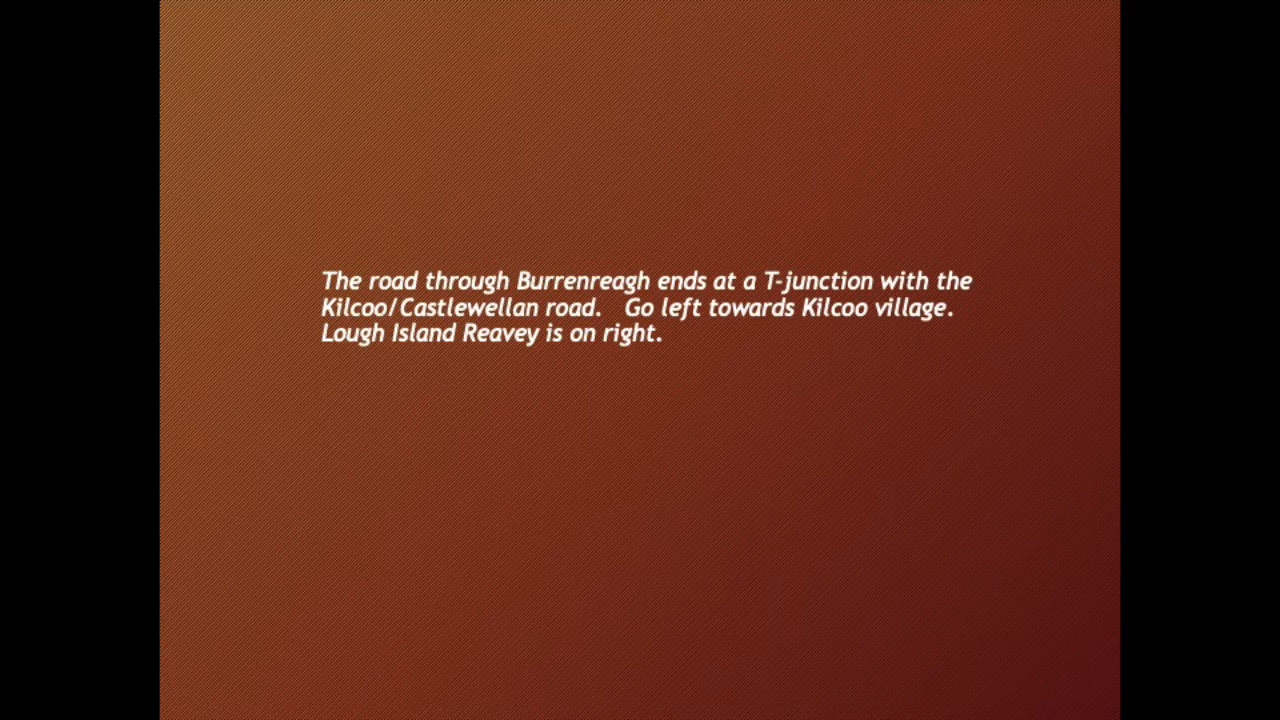 The road through Burrenreagh ends at a T-junction with the
Kilcoo/Castlewellan road.   Go left towards Kilcoo village.
Lough Island Reavey is on right.